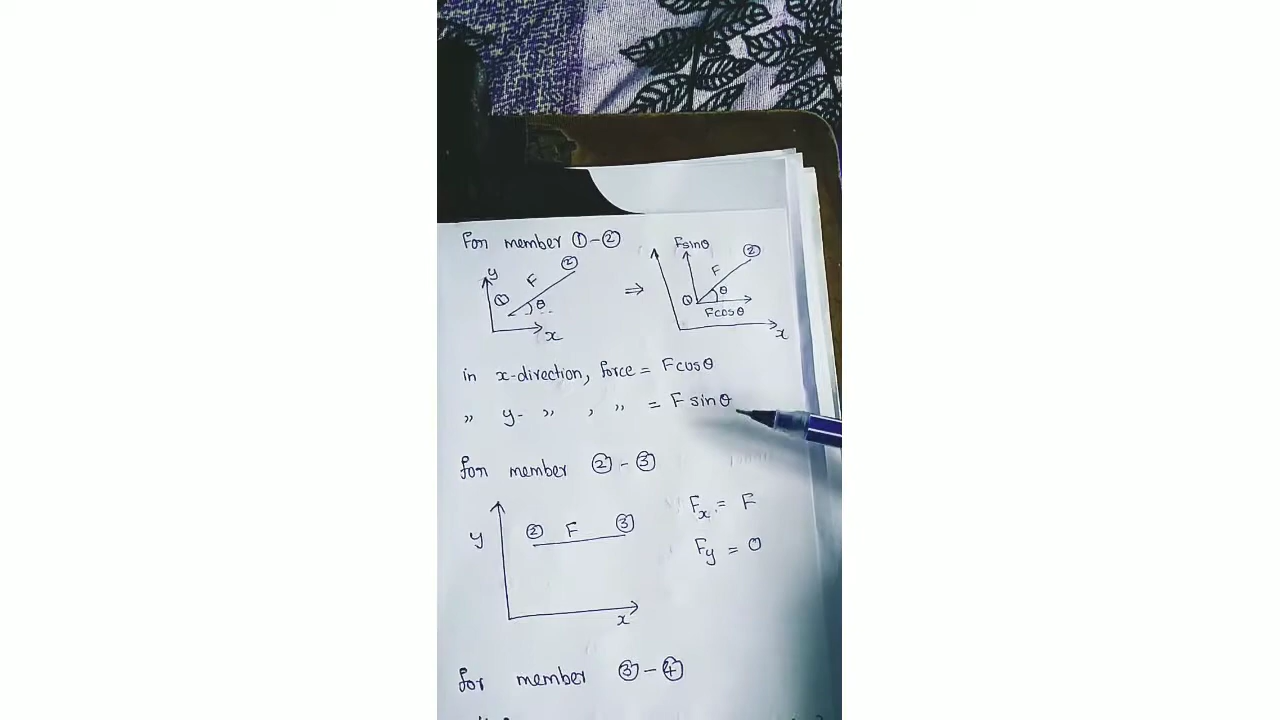 For member ①-②
y F ② ① θ x
⇒
Fsinθ ② F ① θ Fcosθ x
in x-direction, force = Fcosθ
,, y- ,, , ,, = F sinθ
for member ②-③
y ② F ③ x
Fx = F
Fy = 0
for member ③-④